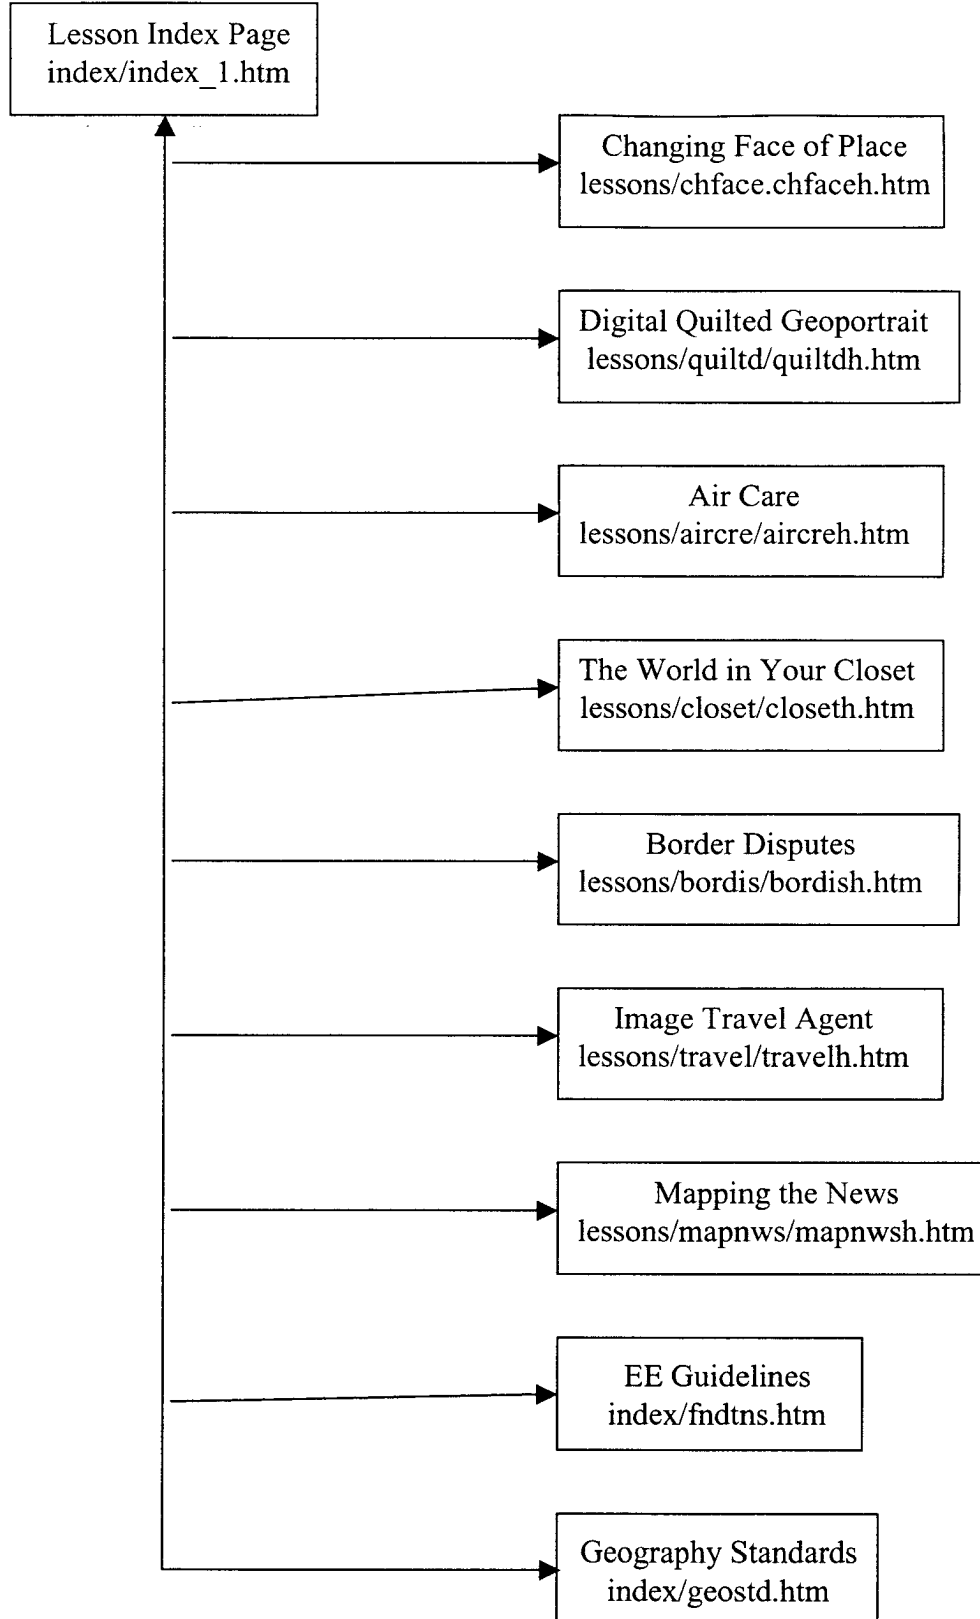 Lesson Index Page
index/index_1.htm
Changing Face of Place
lessons/chface.chfaceh.htm
Digital Quilted Geoportrait
lessons/quiltd/quiltdh.htm
Air Care
lessons/aircre/aircreh.htm
The World in Your Closet
lessons/closet/closeth.htm
Border Disputes
lessons/bordis/bordish.htm
Image Travel Agent
lessons/travel/travelh.htm
Mapping the News
lessons/mapnws/mapnwsh.htm
EE Guidelines
index/fndtns.htm
Geography Standards
index/geostd.htm